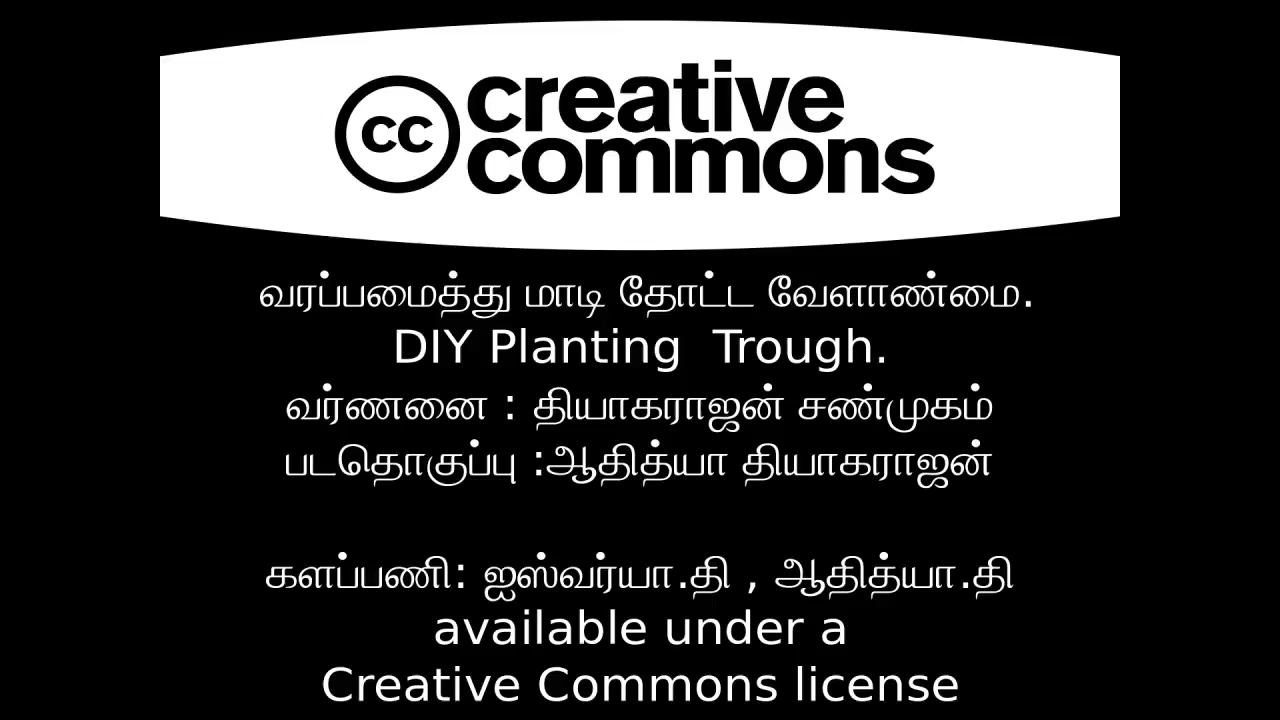 cc creative
commons
வரப்பமைத்து மாடி தோட்ட வேளாண்மை.
DIY Planting Trough.
வர்ணனை : தியாகராஜன் சண்முகம்
படதொகுப்பு :ஆதித்யா தியாகராஜன்
களப்பணி: ஐஸ்வர்யா.தி , ஆதித்யா.தி
available under a
Creative Commons license